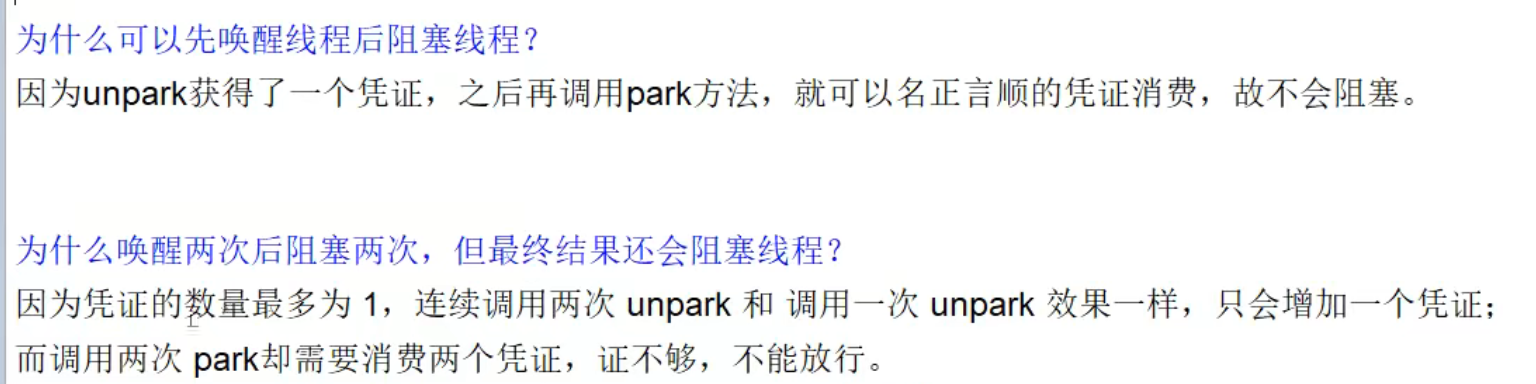 为什么可以先唤醒线程后阻塞线程？
因为unpark获得了一个凭证，之后再调用park方法，就可以名正言顺的凭证消费，故不会阻塞。
为什么唤醒两次后阻塞两次，但最终结果还会阻塞线程？
因为凭证的数量最多为 1，连续调用两次 unpark 和 调用一次 unpark 效果一样，只会增加一个凭证；
而调用两次 park却需要消费两个凭证，证不够，不能放行。